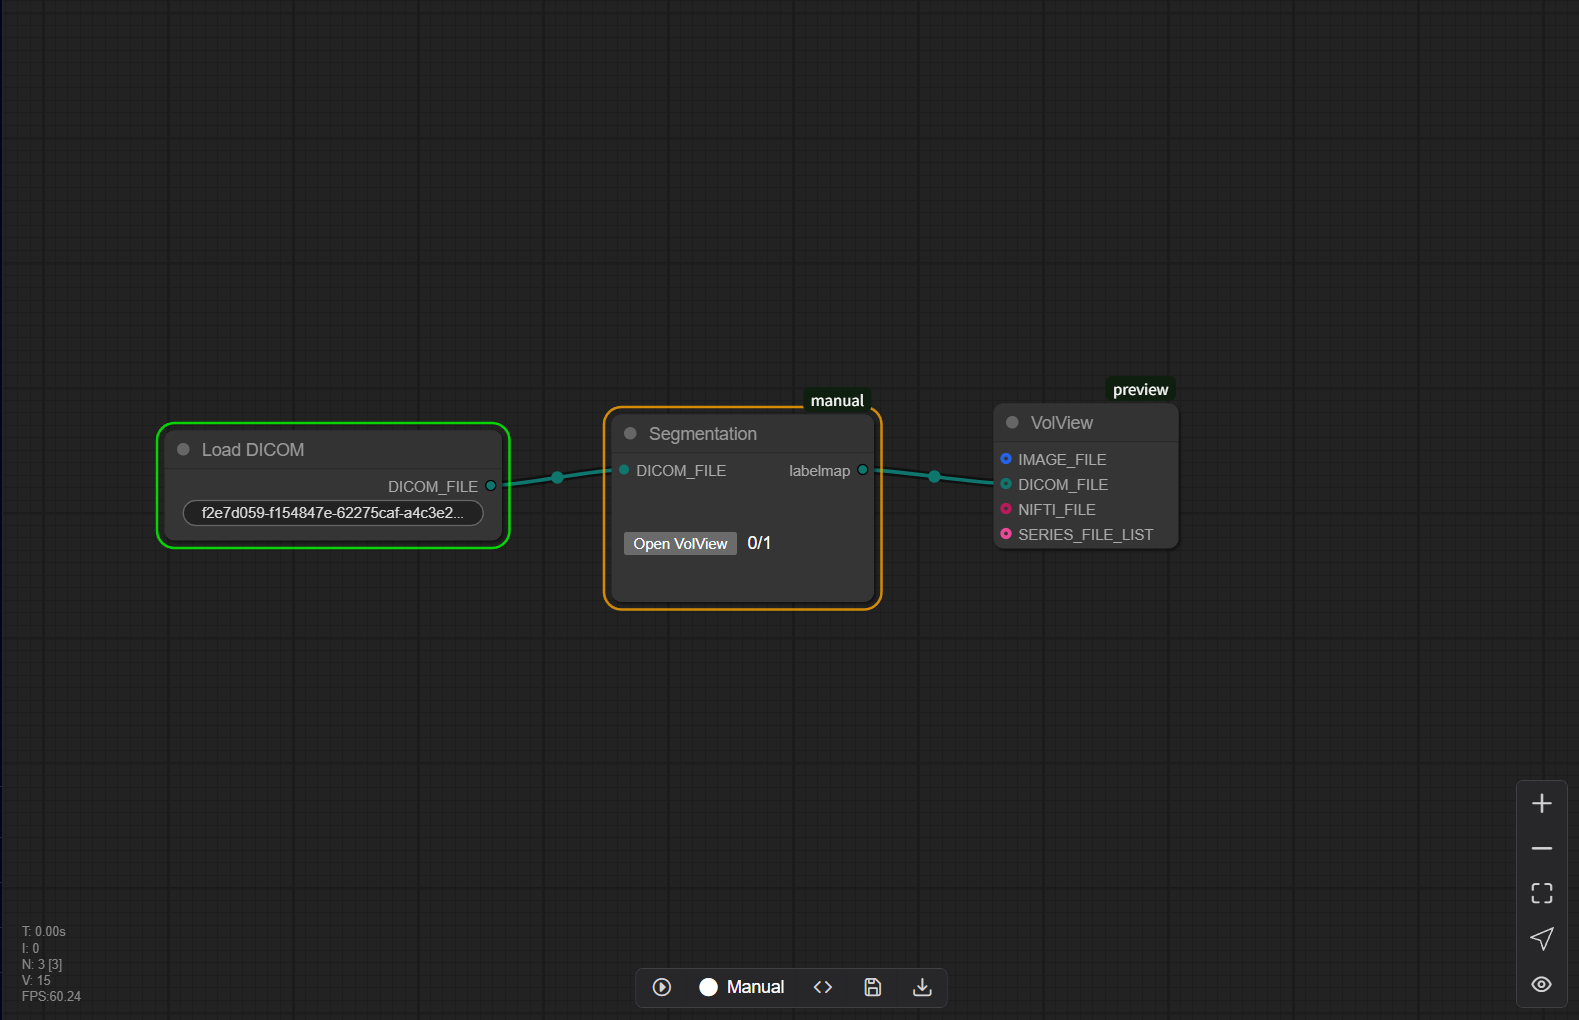 preview
manual
Load DICOM
DICOM_FILE
f2e7d059-f154847e-62275caf-a4c3e2...
Segmentation
DICOM_FILE labelmap
Open VolView 0/1
VolView
IMAGE_FILE
DICOM_FILE
NIFTI_FILE
SERIES_FILE_LIST
T: 0.00s
I: 0
N: 3 [3]
V: 15
FPS:60.24
Manual